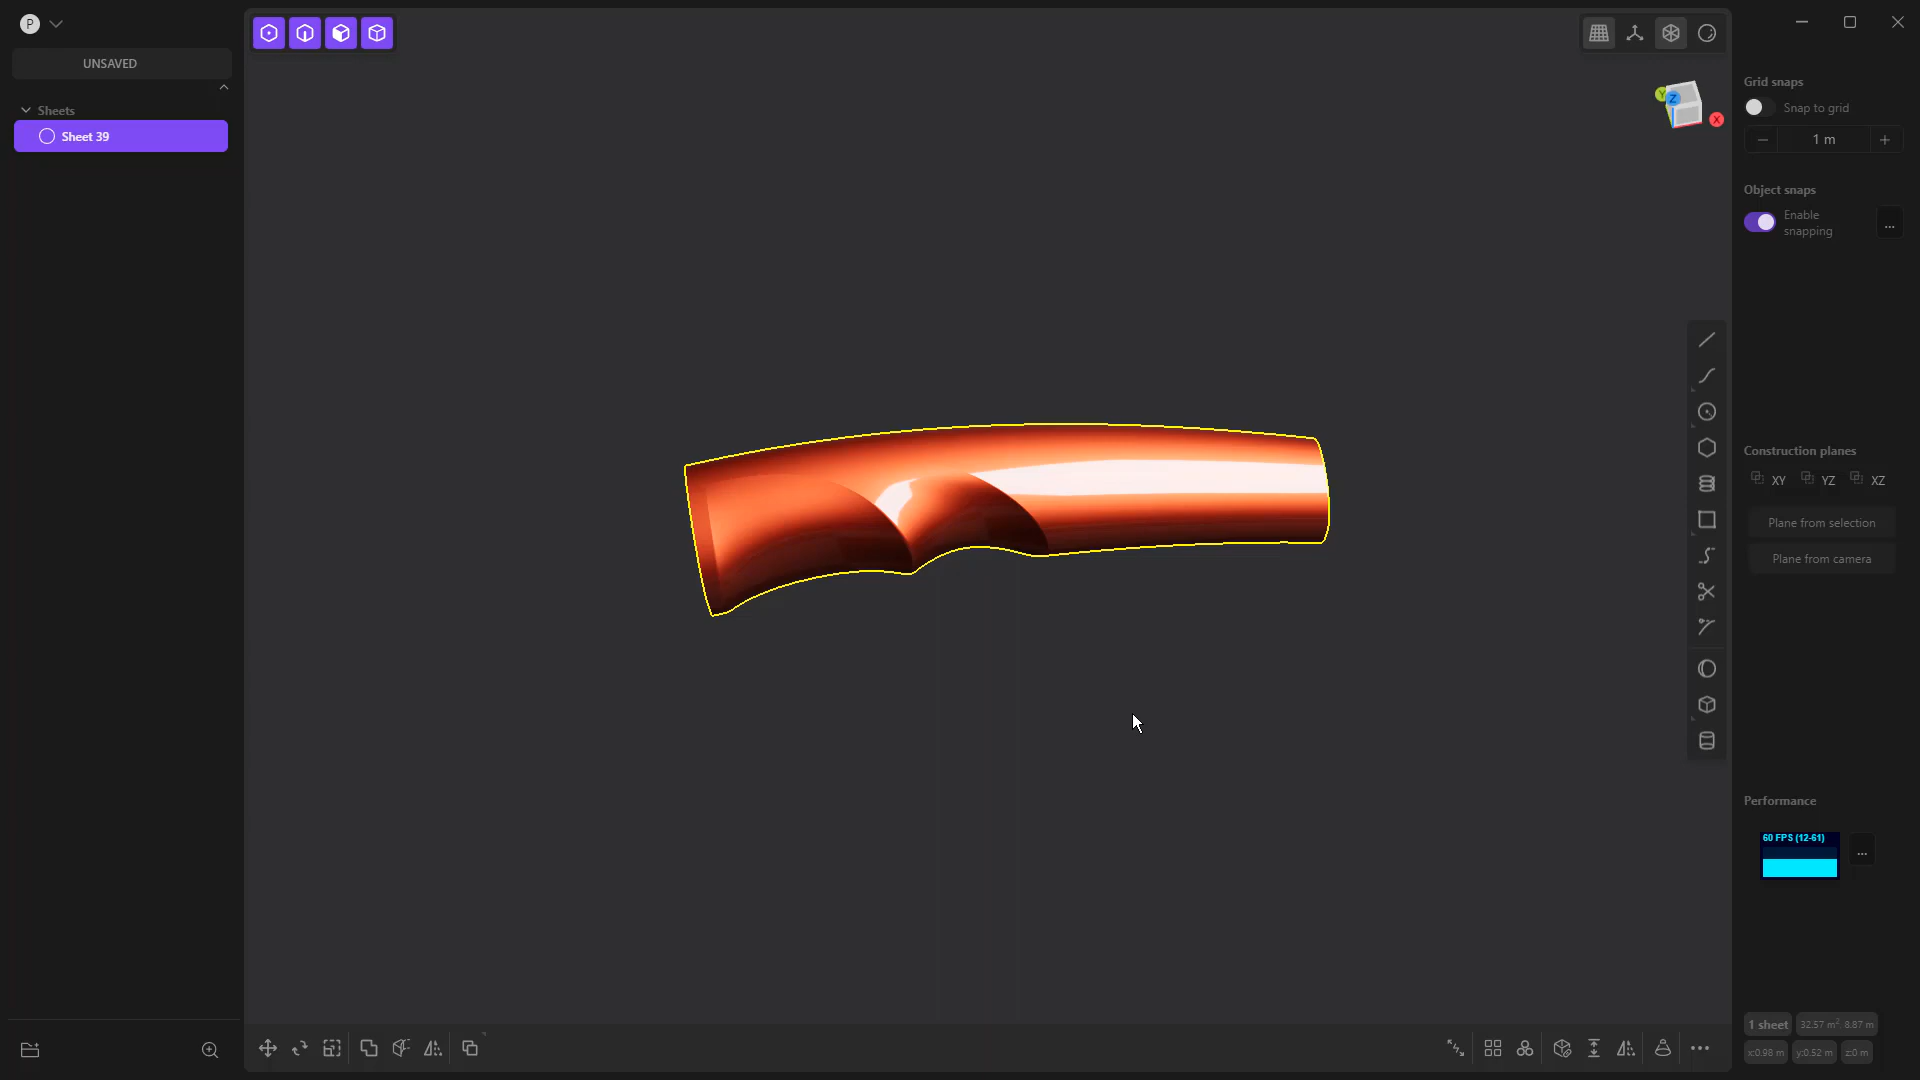 P
UNSAVED
Sheets
Sheet 39
Y
Z
X
Grid snaps
Snap to grid
1 m
Object snaps
Enable
snapping
...
Construction planes
XY YZ XZ
Plane from selection
Plane from camera
Performance
60 FPS (12-61)
...
1 sheet 32.57 m², 8.87 m
x:0.98 m y:0.52 m z:0 m